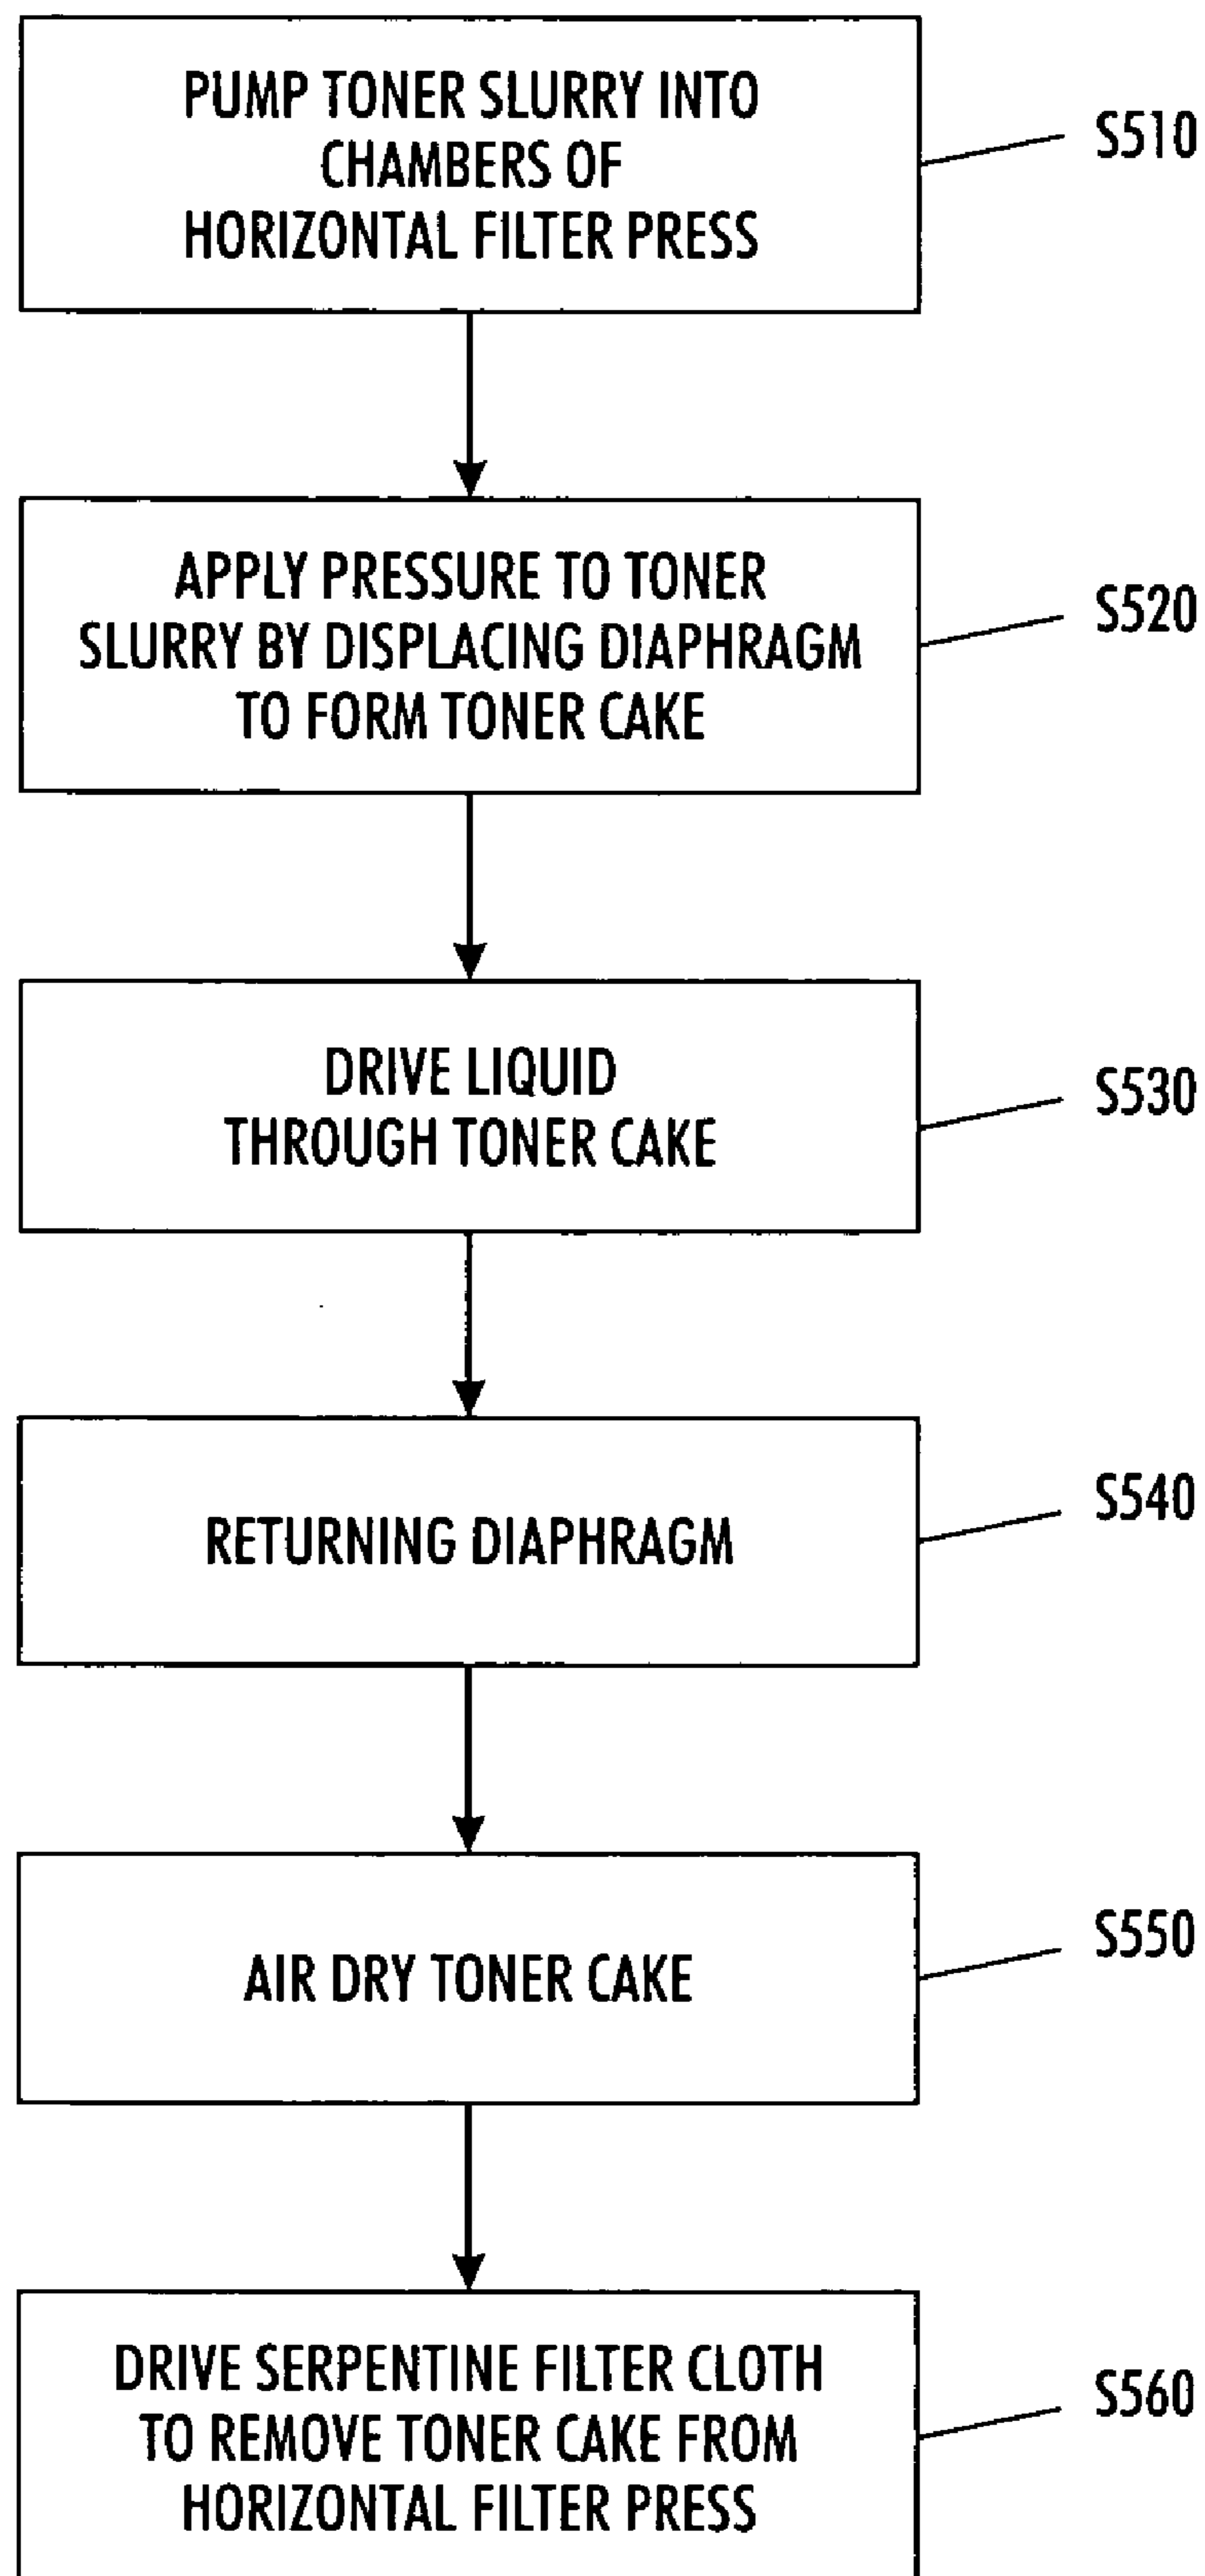 PUMP TONER SLURRY INTO
CHAMBERS OF
HORIZONTAL FILTER PRESS
S510
APPLY PRESSURE TO TONER
SLURRY BY DISPLACING DIAPHRAGM
TO FORM TONER CAKE
S520
DRIVE LIQUID
THROUGH TONER CAKE
S530
RETURNING DIAPHRAGM
S540
AIR DRY TONER CAKE
S550
DRIVE SERPENTINE FILTER CLOTH
TO REMOVE TONER CAKE FROM
HORIZONTAL FILTER PRESS
S560